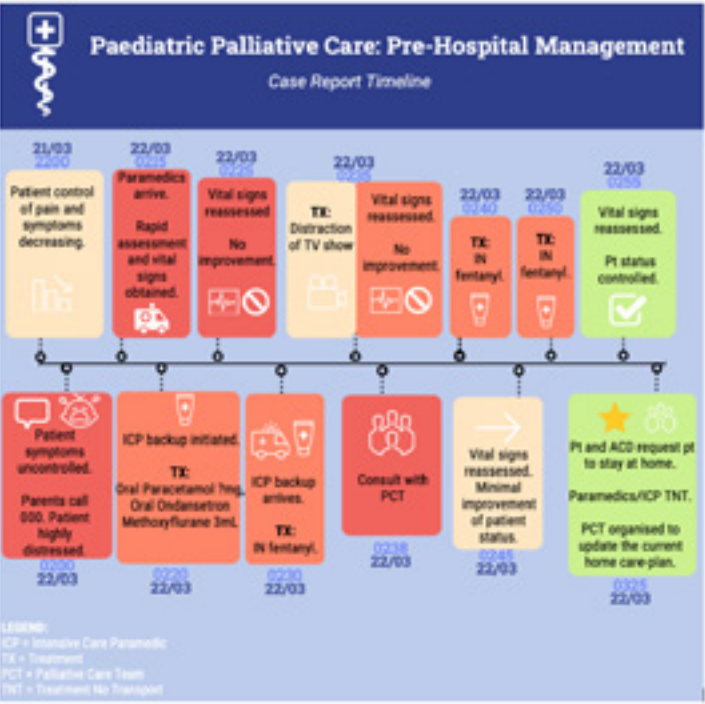 Paediatric Palliative Care: Pre-Hospital Management
Case Report Timeline
21/03
2200
Patient control
of pain and
symptoms
decreasing.
22/03
0215
Paramedics
arrive.
Rapid
assessment
and vital
signs
obtained.
22/03
Vital signs
reassessed
No
improvement.
22/03
0235
TX:
Distraction
of TV show
Vital signs
reassessed.
No
improvement.
22/03
0240
TX:
IN
fentanyl.
22/03
0250
TX:
IN
fentanyl.
22/03
0255
Vital signs
reassessed.
Pt status
controlled.
Patient
symptoms
uncontrolled.
Parents call
000. Patient
highly
distressed.
0200
22/03
ICP backup initiated.
TX:
Oral Paracetamol
Oral Ondansetron
Methoxyflurane 3mL
0220
22/03
ICP backup
arrives.
TX:
IN fentanyl.
0230
22/03
Consult with
PCT
0238
22/03
Vital signs
reassessed.
Minimal
improvement
of patient
status.
0245
22/03
Pt and ACD request pt
to stay at home.
Paramedics/ICP TNT.
PCT organised to
update the current
home care-plan.
0325
22/03
LEGEND:
ICP = Intensive Care Paramedic
TX = Treatment
PCT = Palliative Care Team
TNT = Treatment No Transport